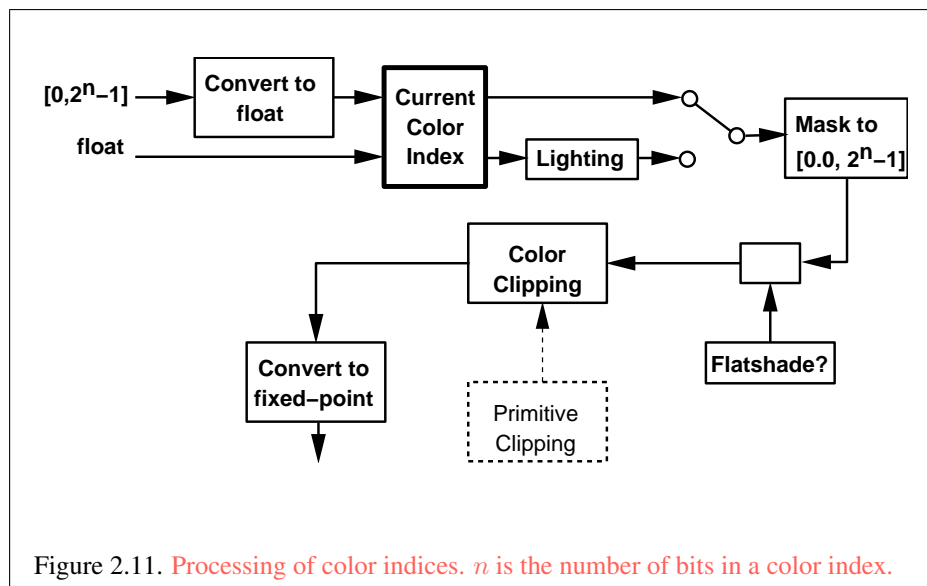 [0,2ⁿ−1]
Convert to
float
float
Current
Color
Index
Lighting
Mask to
[0.0, 2ⁿ−1]
Color
Clipping
Flatshade?
Convert to
fixed−point
Primitive
Clipping
Figure 2.11. Processing of color indices. n is the number of bits in a color index.